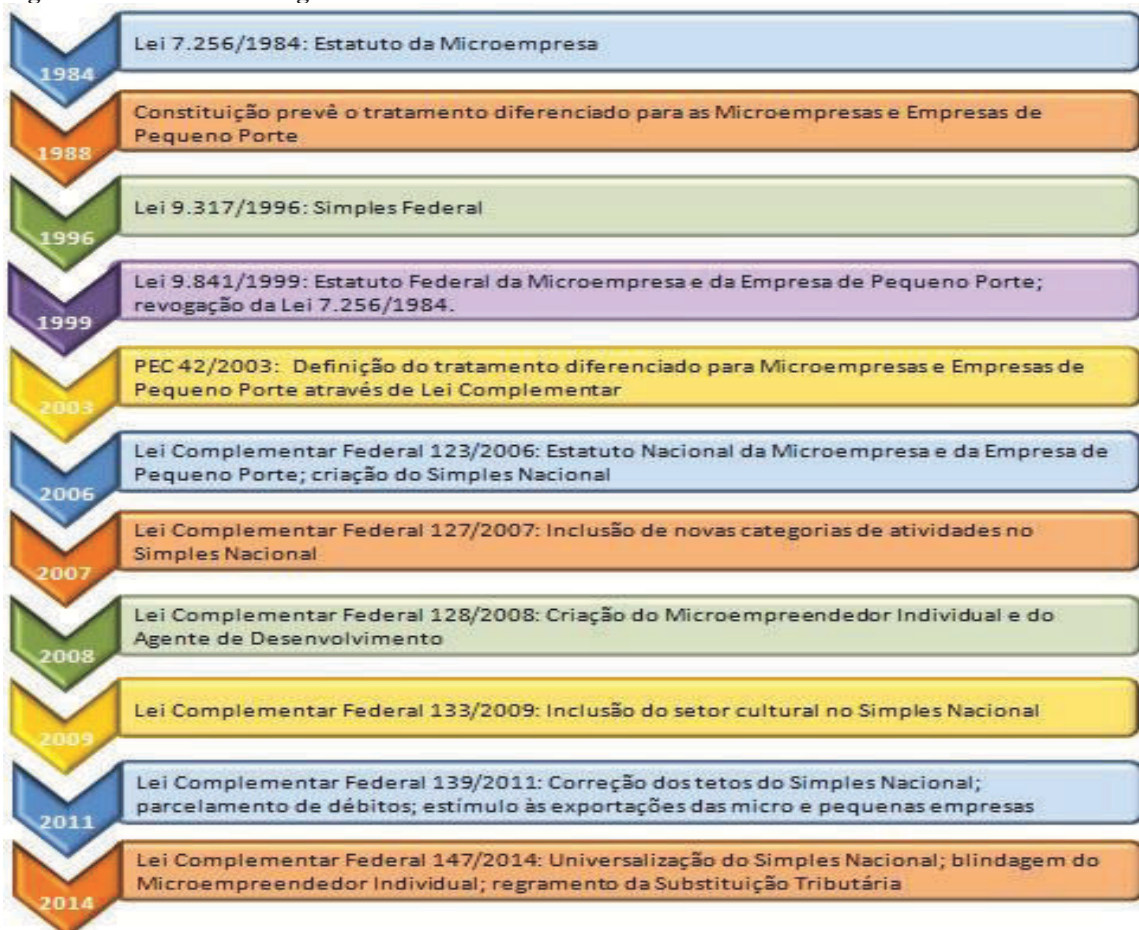 1984
Lei 7.256/1984: Estatuto da Microempresa
1988
Constituição prevê o tratamento diferenciado para as Microempresas e Empresas de
Pequeno Porte
1996
Lei 9.317/1996: Simples Federal
1999
Lei 9.841/1999: Estatuto Federal da Microempresa e da Empresa de Pequeno Porte;
revogação da Lei 7.256/1984.
2003
PEC 42/2003: Definição do tratamento diferenciado para Microempresas e Empresas de
Pequeno Porte através de Lei Complementar
2006
Lei Complementar Federal 123/2006: Estatuto Nacional da Microempresa e da Empresa de
Pequeno Porte; criação do Simples Nacional
2007
Lei Complementar Federal 127/2007: Inclusão de novas categorias de atividades no
Simples Nacional
2008
Lei Complementar Federal 128/2008: Criação do Microempreendedor Individual e do
Agente de Desenvolvimento
2009
Lei Complementar Federal 133/2009: Inclusão do setor cultural no Simples Nacional
2011
Lei Complementar Federal 139/2011: Correção dos tetos do Simples Nacional;
parcelamento de débitos; estímulo às exportações das micro e pequenas empresas
2014
Lei Complementar Federal 147/2014: Universalização do Simples Nacional; blindagem do
Microempreendedor Individual; regramento da Substituição Tributária